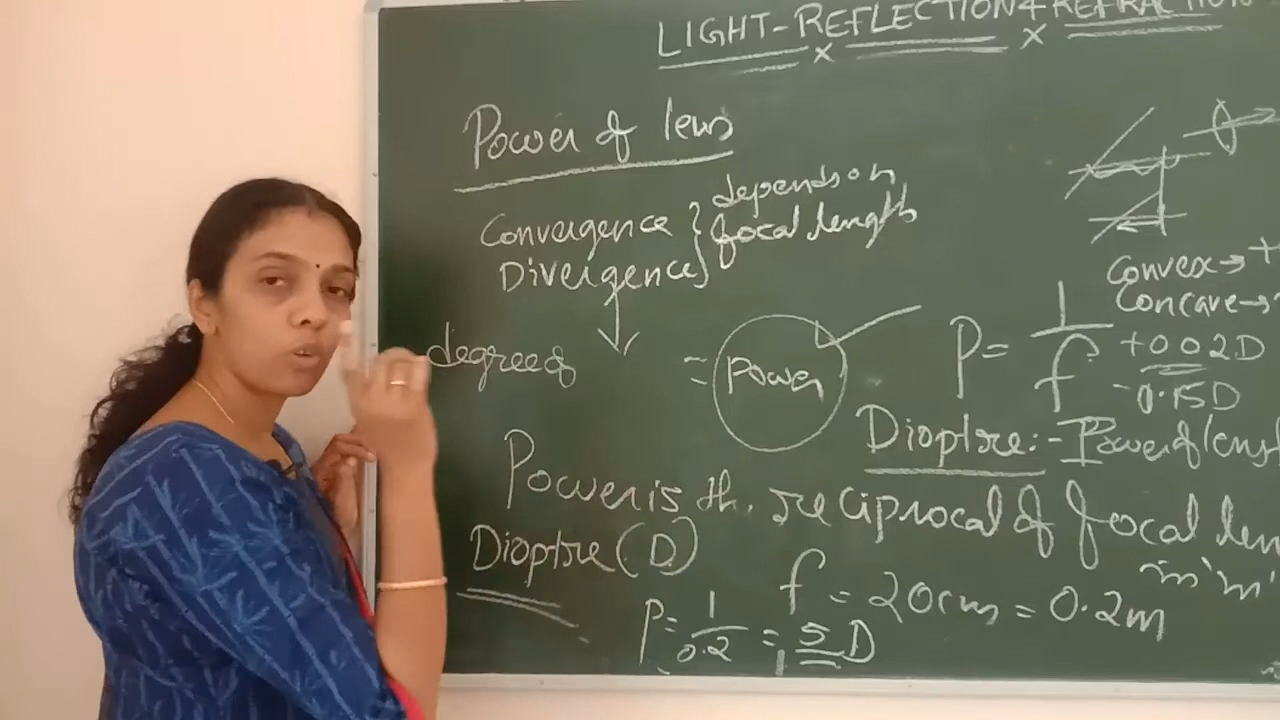 LIGHT-REFLECTION & REFRACTION
Power of lens
Convergence } depends on
Divergence } focal length
Convex → +
Concave →
degree of = Power
P = 1/f
+0.02D
-0.15D
Dioptre:- Power of lens
Power is the reciprocal of focal len
in 'm'
Dioptre (D)
f = 20cm = 0.2m
P = 1/0.2 = 5 D